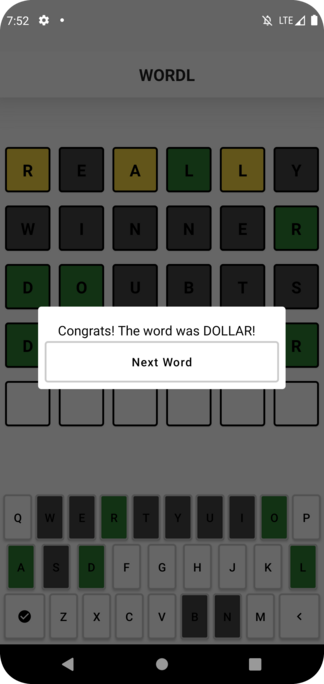 7:52 LTE
WORDL
R E A L L Y
W I N N E R
D O U B T S
D R
Congrats! The word was DOLLAR!
Next Word
Q W E R T Y U I O P
A S D F G H J K L
Z X C V B N M <